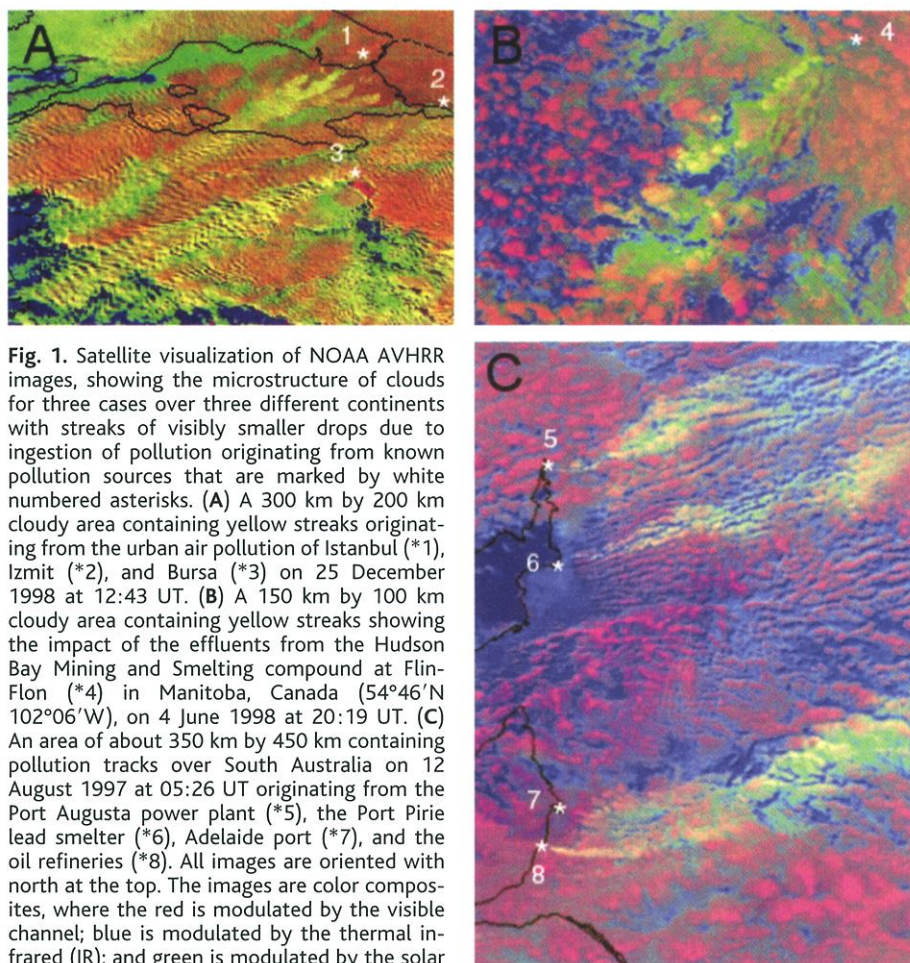 A
1
2
3
B
4
Fig. 1. Satellite visualization of NOAA AVHRR
images, showing the microstructure of clouds
for three cases over three different continents
with streaks of visibly smaller drops due to
ingestion of pollution originating from known
pollution sources that are marked by white
numbered asterisks. (A) A 300 km by 200 km
cloudy area containing yellow streaks originat-
ing from the urban air pollution of Istanbul (*1),
Izmit (*2), and Bursa (*3) on 25 December
1998 at 12:43 UT. (B) A 150 km by 100 km
cloudy area containing yellow streaks showing
the impact of the effluents from the Hudson
Bay Mining and Smelting compound at Flin-
Flon (*4) in Manitoba, Canada (54°46′N
102°06′W), on 4 June 1998 at 20:19 UT. (C)
An area of about 350 km by 450 km containing
pollution tracks over South Australia on 12
August 1997 at 05:26 UT originating from the
Port Augusta power plant (*5), the Port Pirie
lead smelter (*6), Adelaide port (*7), and the
oil refineries (*8). All images are oriented with
north at the top. The images are color compos-
ites, where the red is modulated by the visible
channel; blue is modulated by the thermal in-
frared (IR); and green is modulated by the solar
C
5
6
7
8